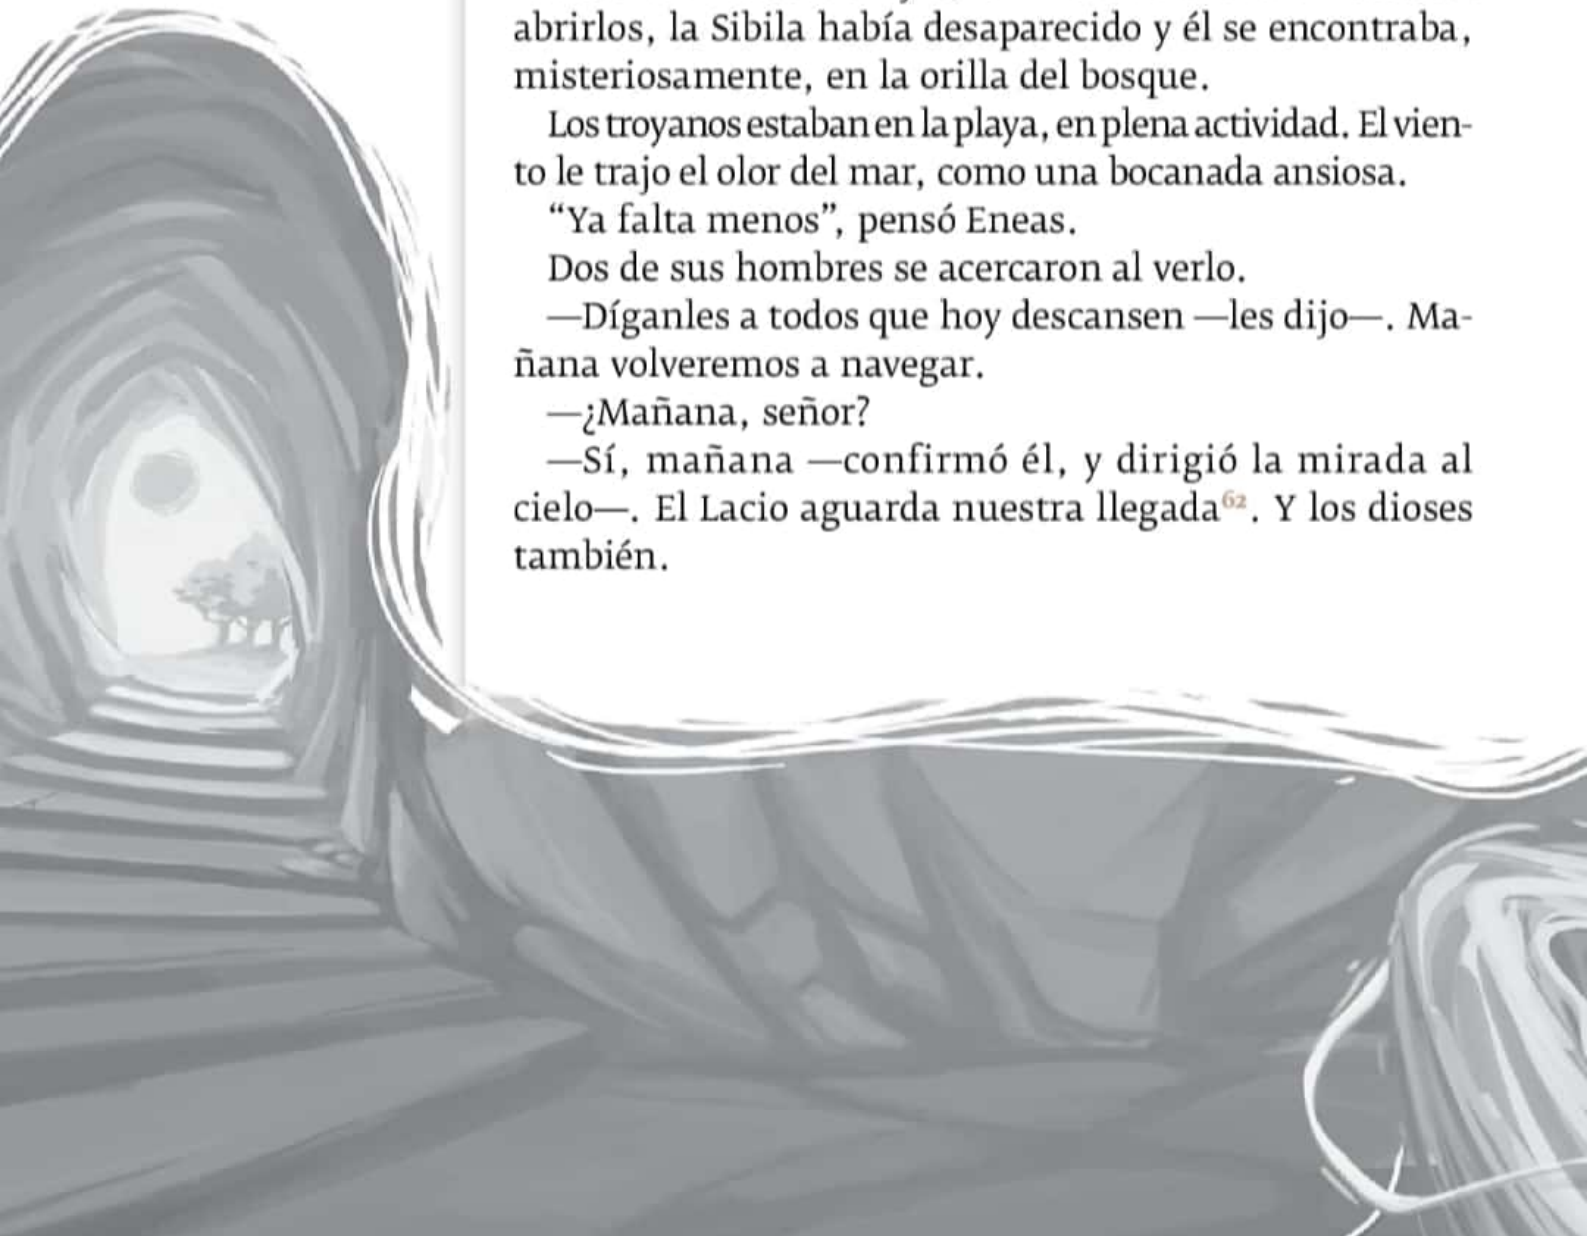 abrirlos, la Sibila había desaparecido y él se encontraba,
misteriosamente, en la orilla del bosque.
Los troyanos estaban en la playa, en plena actividad. El vien-
to le trajo el olor del mar, como una bocanada ansiosa.
“Ya falta menos”, pensó Eneas.
Dos de sus hombres se acercaron al verlo.
—Díganles a todos que hoy descansen —les dijo—. Ma-
ñana volveremos a navegar.
—¿Mañana, señor?
—Sí, mañana —confirmó él, y dirigió la mirada al
cielo—. El Lacio aguarda nuestra llegada⁶². Y los dioses
también.